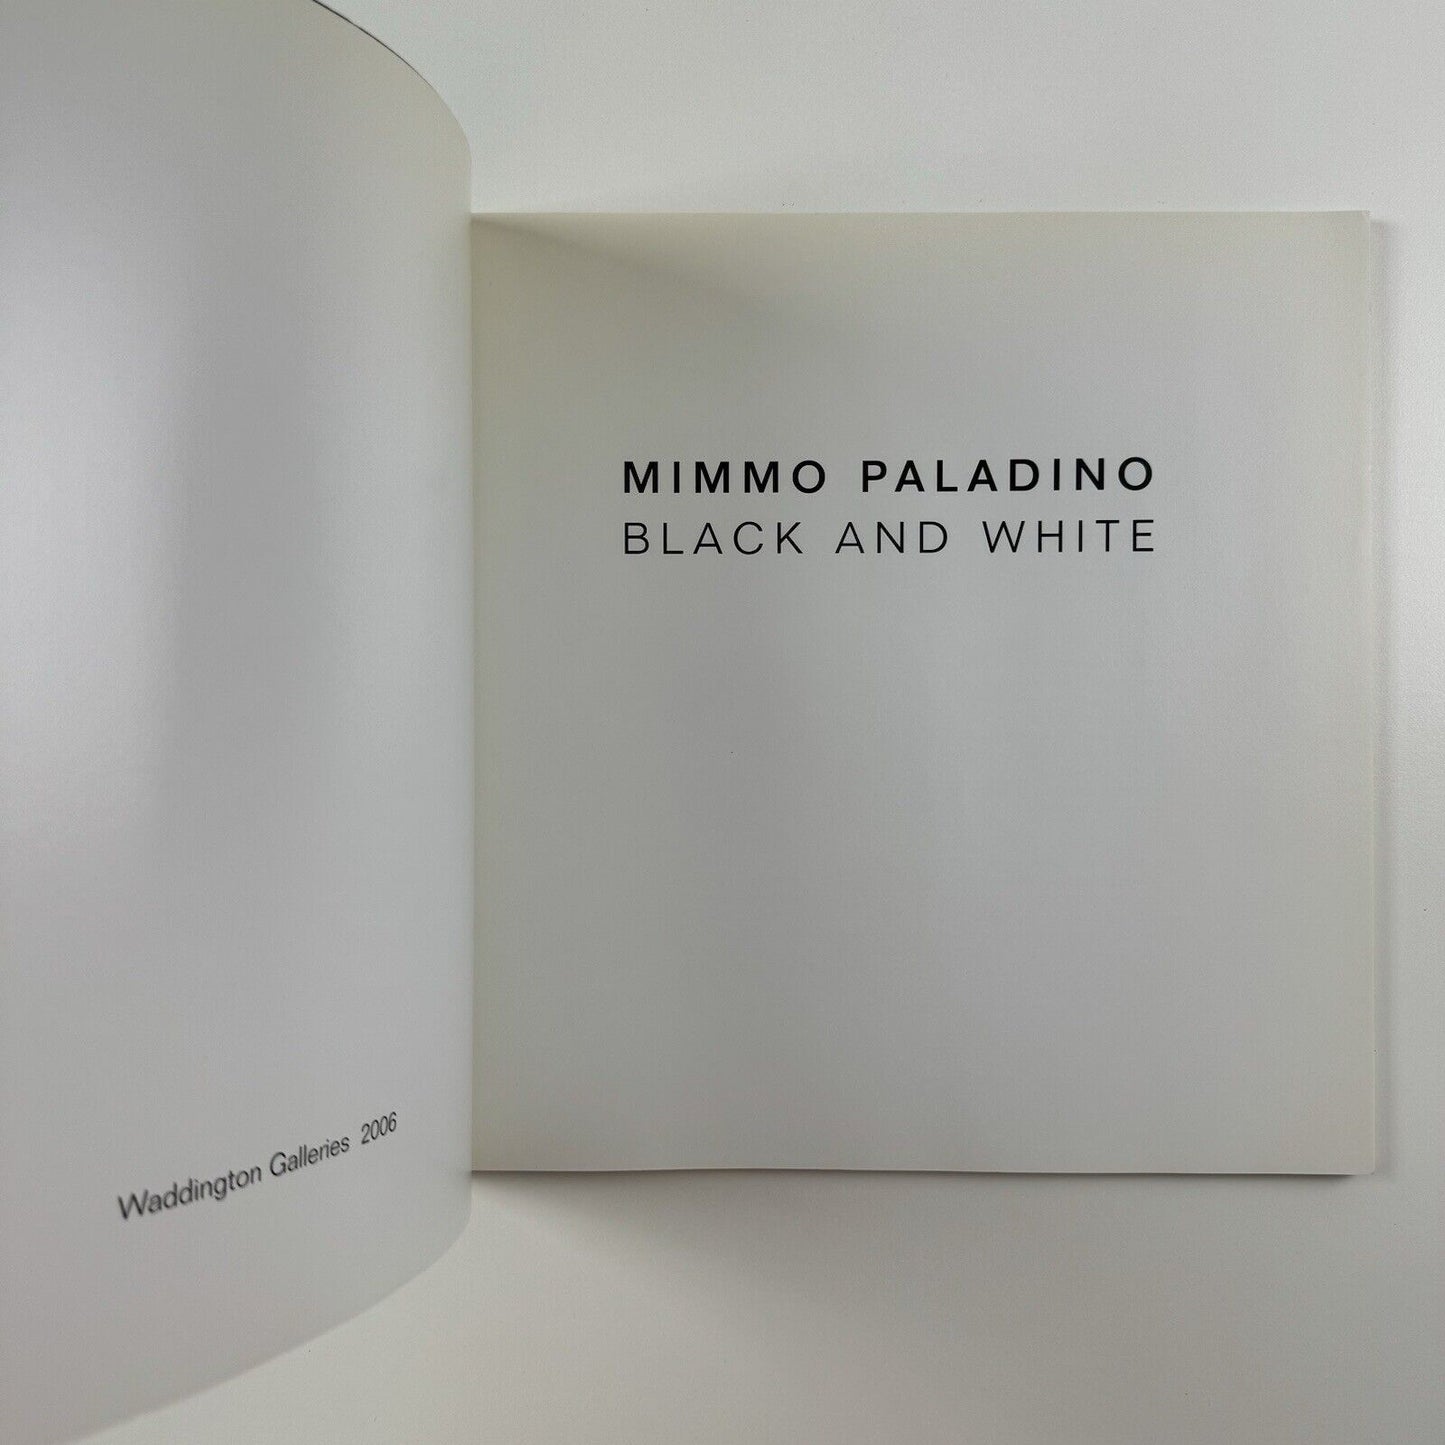 Waddington Galleries 2006
MIMMO PALADINO
BLACK AND WHITE